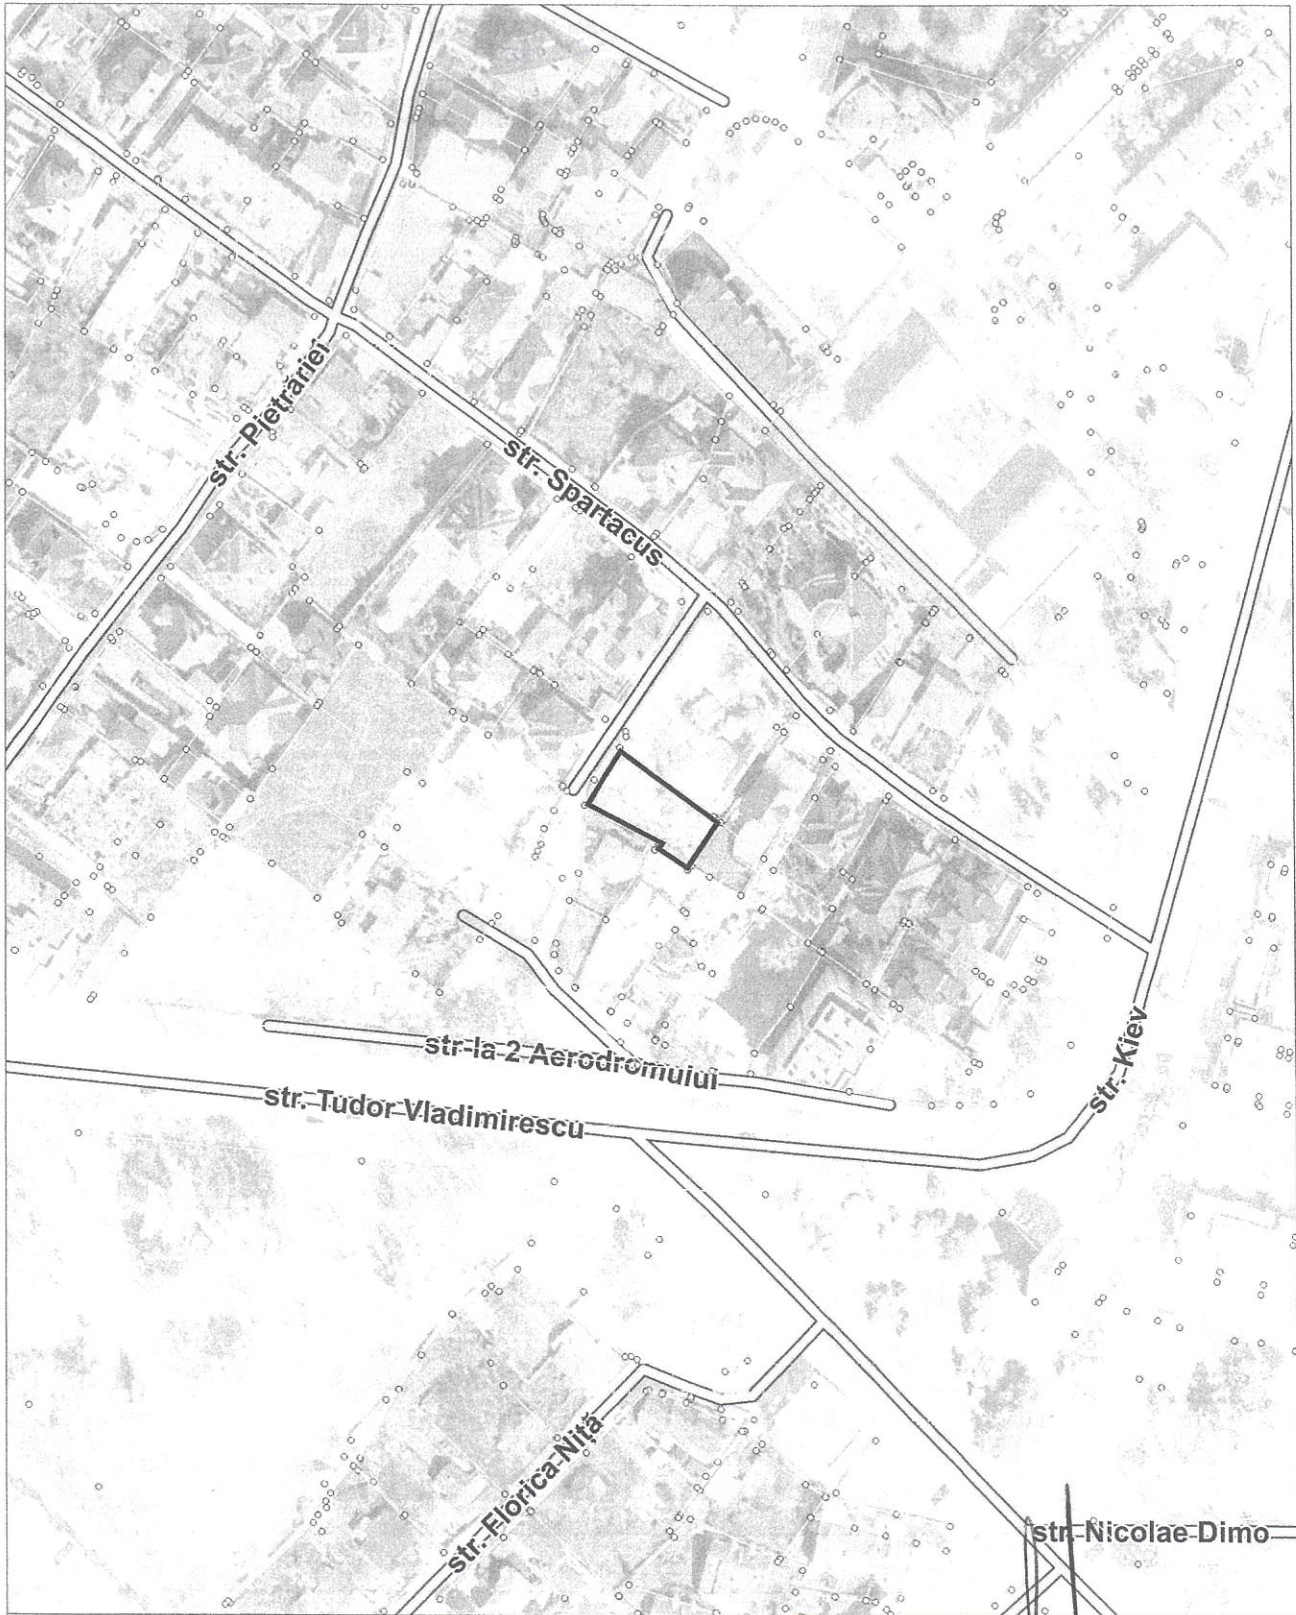 str. Pietrăriei
str. Spartacus
str-la 2 Aerodromului
str. Tudor Vladimirescu
str. Kiev
str. Florica Niță
str. Nicolae Dimo